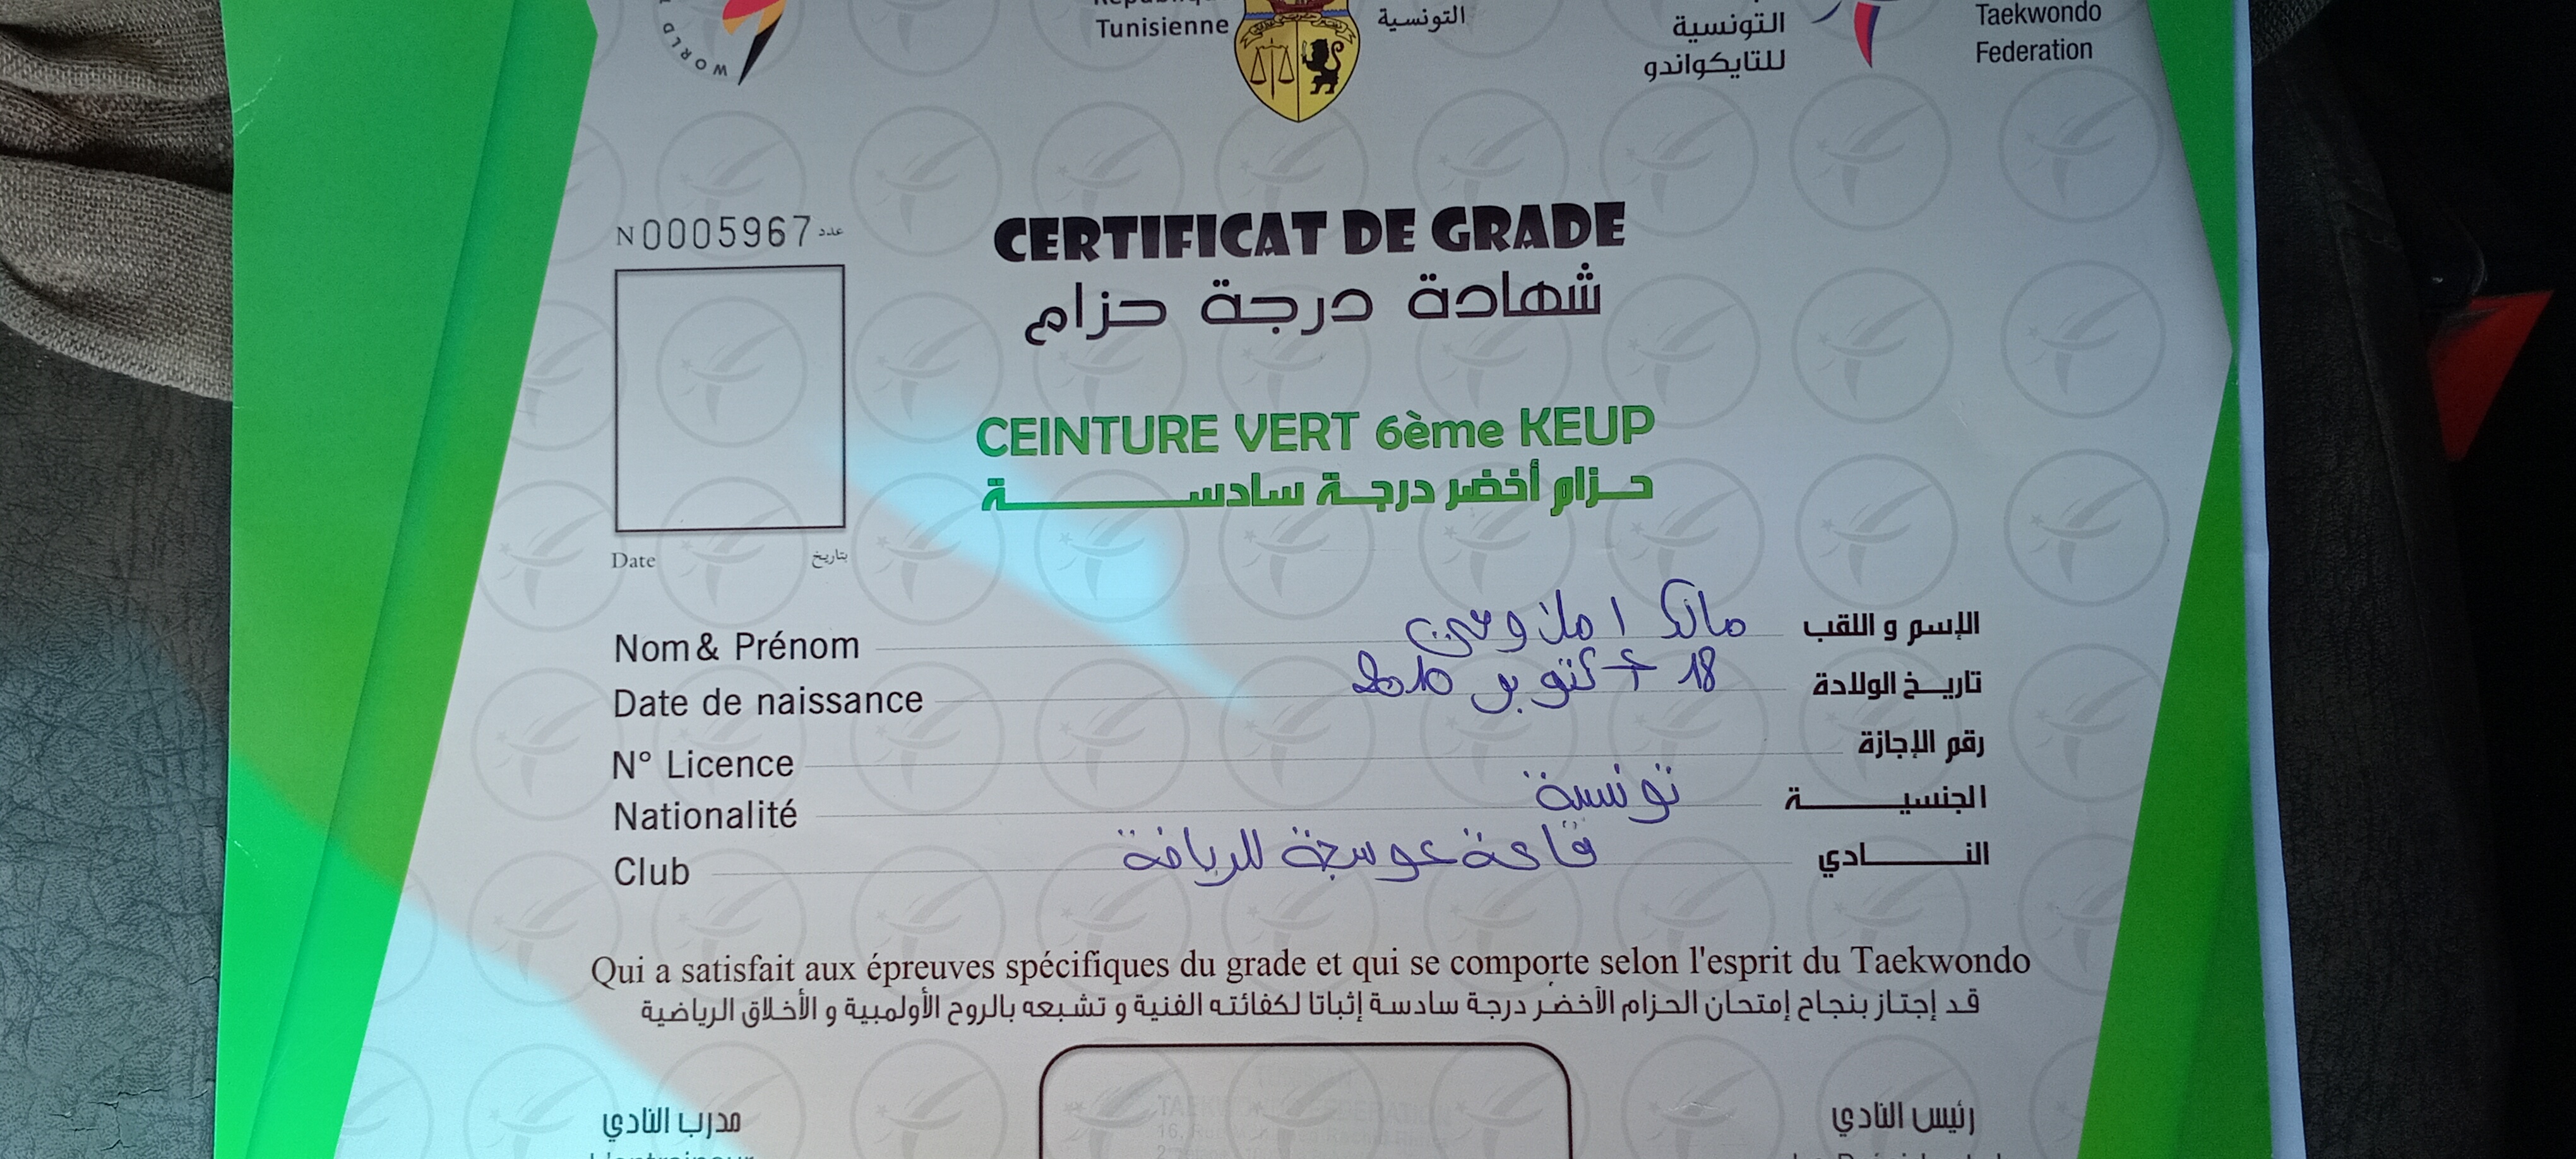 WORLD
Tunisienne
التونسية
التونسية
للتايكواندو
Taekwondo
Federation
N 0005967 عدد
CERTIFICAT DE GRADE
شهادة درجة حزام
CEINTURE VERT 6ème KEUP
حـزام أخضر درجـة سادسـة
Date بتاريخ
Nom & Prénom مالك الإسم و اللقب
Date de naissance 18 أكتوبر 2010 تاريـخ الولادة
N° Licence رقم الإجازة
Nationalité تونسية الجنسيـة
Club قاعة عوسجة للرياضة النـادي
Qui a satisfait aux épreuves spécifiques du grade et qui se comporte selon l'esprit du Taekwondo
قد إجتاز بنجاح إمتحان الحزام الأخضر درجة سادسة إثباتا لكفائته الفنية و تشبعه بالروح الأولمبية و الأخلاق الرياضية
مدرب النادي
رئيس النادي